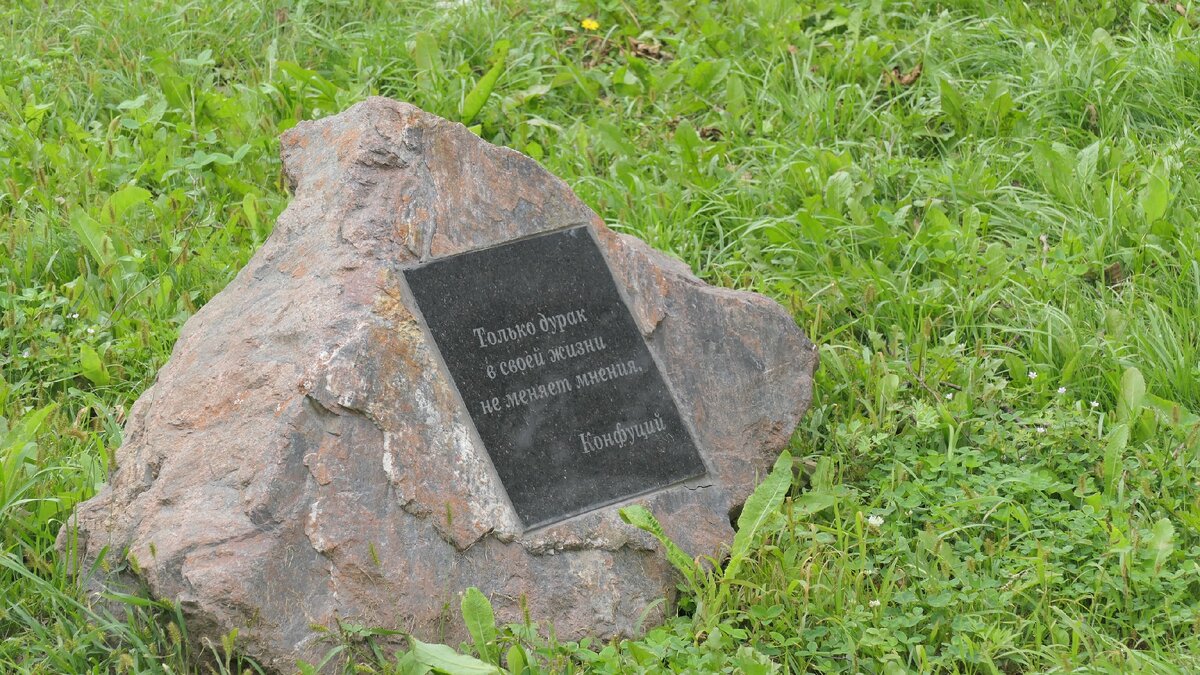 Только дурак
в своей жизни
не меняет мнения.
Конфуций